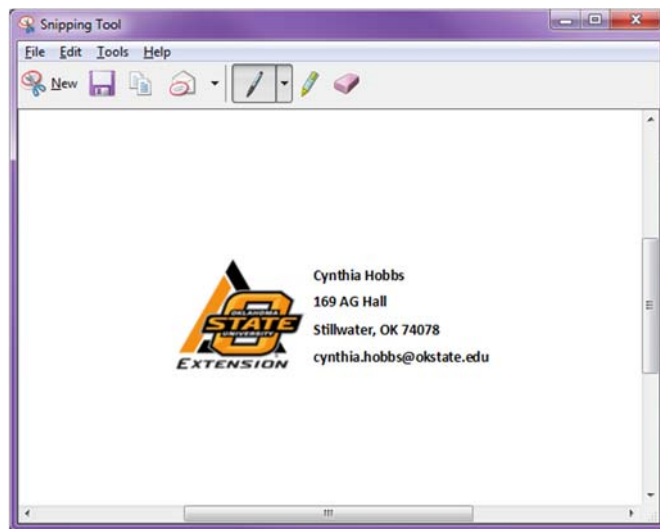 Snipping Tool
File Edit Tools Help
New
Cynthia Hobbs
169 AG Hall
Stillwater, OK 74078
cynthia.hobbs@okstate.edu
OKLAHOMA
STATE
UNIVERSITY
EXTENSION